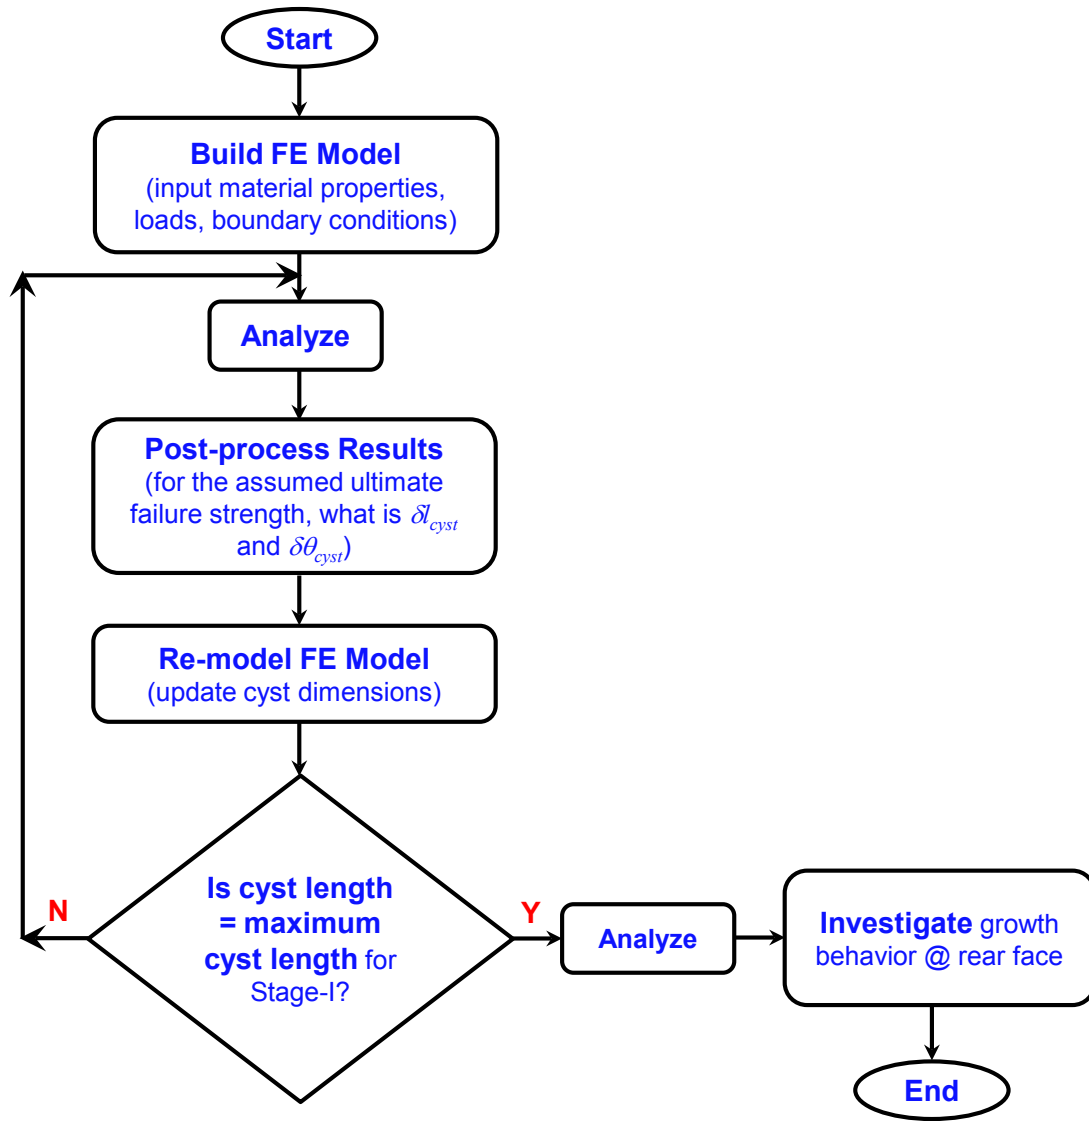 Start
Build FE Model
(input material properties,
loads, boundary conditions)
Analyze
Post-process Results
(for the assumed ultimate
failure strength, what is δl_cyst
and δθ_cyst)
Re-model FE Model
(update cyst dimensions)
Is cyst length
= maximum
cyst length for
Stage-I?
N
Y
Analyze
Investigate growth
behavior @ rear face
End